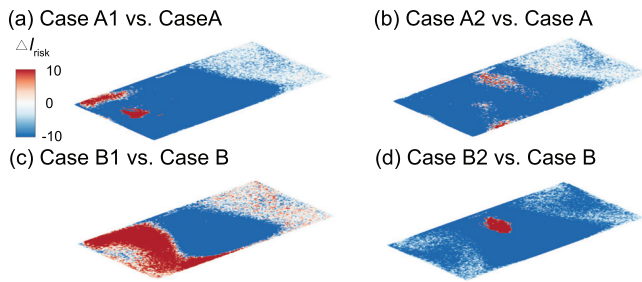 (a) Case A1 vs. CaseA
(b) Case A2 vs. Case A
△I_risk
10
0
-10
(c) Case B1 vs. Case B
(d) Case B2 vs. Case B